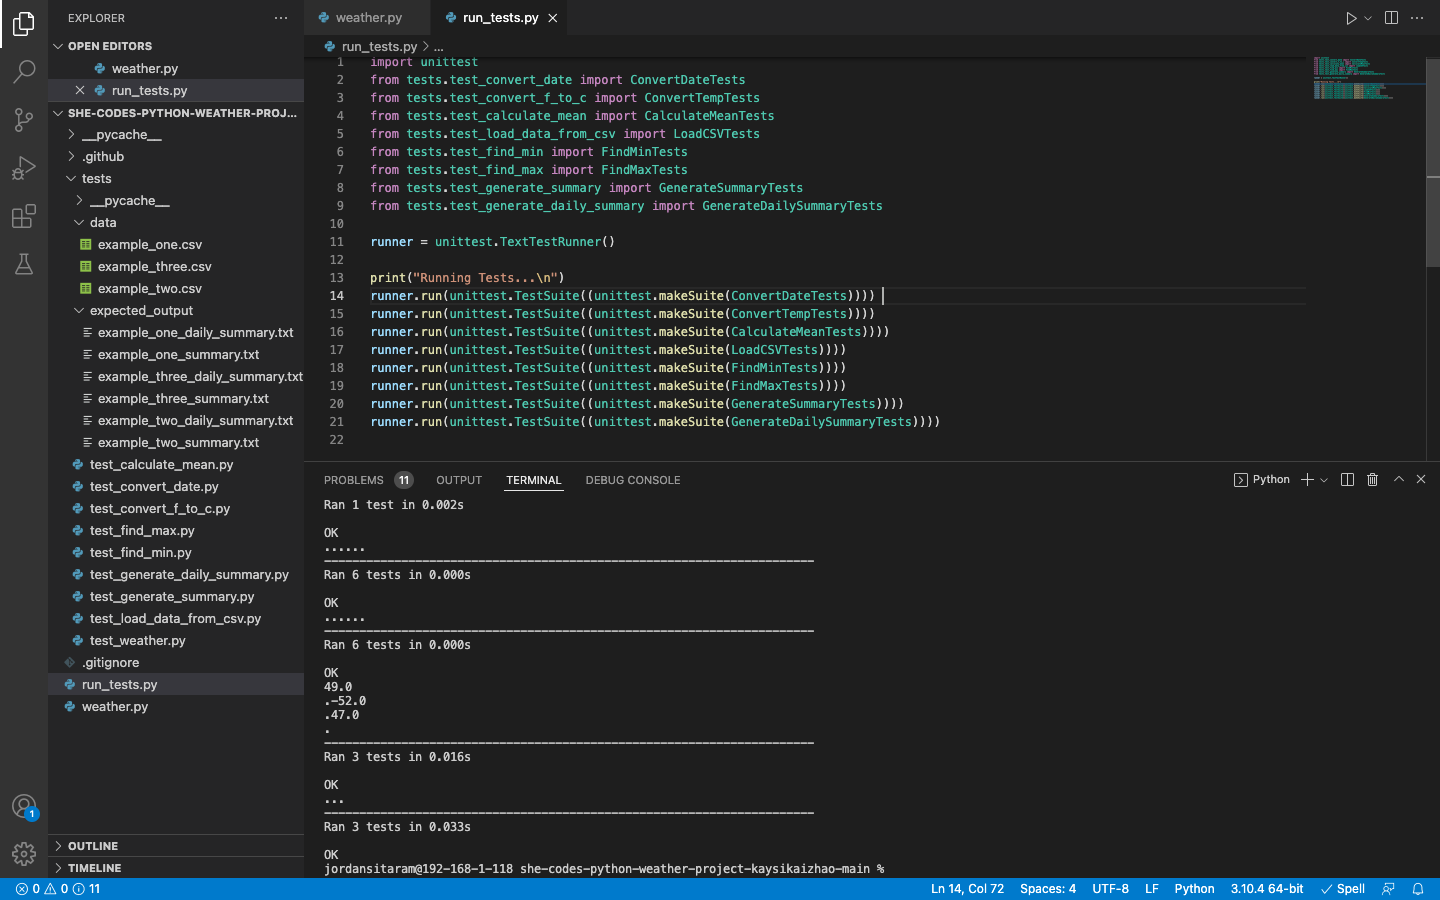 EXPLORER
OPEN EDITORS
weather.py
run_tests.py
SHE-CODES-PYTHON-WEATHER-PROJ...
__pycache__
.github
tests
__pycache__
data
example_one.csv
example_three.csv
example_two.csv
expected_output
example_one_daily_summary.txt
example_one_summary.txt
example_three_daily_summary.txt
example_three_summary.txt
example_two_daily_summary.txt
example_two_summary.txt
test_calculate_mean.py
test_convert_date.py
test_convert_f_to_c.py
test_find_max.py
test_find_min.py
test_generate_daily_summary.py
test_generate_summary.py
test_load_data_from_csv.py
test_weather.py
.gitignore
run_tests.py
weather.py
OUTLINE
TIMELINE
1
weather.py run_tests.py
run_tests.py > ...
1 import unittest
2 from tests.test_convert_date import ConvertDateTests
3 from tests.test_convert_f_to_c import ConvertTempTests
4 from tests.test_calculate_mean import CalculateMeanTests
5 from tests.test_load_data_from_csv import LoadCSVTests
6 from tests.test_find_min import FindMinTests
7 from tests.test_find_max import FindMaxTests
8 from tests.test_generate_summary import GenerateSummaryTests
9 from tests.test_generate_daily_summary import GenerateDailySummaryTests
10
11 runner = unittest.TextTestRunner()
12
13 print("Running Tests...\n")
14 runner.run(unittest.TestSuite((unittest.makeSuite(ConvertDateTests))))
15 runner.run(unittest.TestSuite((unittest.makeSuite(ConvertTempTests))))
16 runner.run(unittest.TestSuite((unittest.makeSuite(CalculateMeanTests))))
17 runner.run(unittest.TestSuite((unittest.makeSuite(LoadCSVTests))))
18 runner.run(unittest.TestSuite((unittest.makeSuite(FindMinTests))))
19 runner.run(unittest.TestSuite((unittest.makeSuite(FindMaxTests))))
20 runner.run(unittest.TestSuite((unittest.makeSuite(GenerateSummaryTests))))
21 runner.run(unittest.TestSuite((unittest.makeSuite(GenerateDailySummaryTests))))
22
PROBLEMS 11 OUTPUT TERMINAL DEBUG CONSOLE Python
Ran 1 test in 0.002s
OK
......
----------------------------------------------------------------------
Ran 6 tests in 0.000s
OK
......
----------------------------------------------------------------------
Ran 6 tests in 0.000s
OK
49.0
.-52.0
.47.0
.
----------------------------------------------------------------------
Ran 3 tests in 0.016s
OK
...
----------------------------------------------------------------------
Ran 3 tests in 0.033s
OK
jordansitaram@192-168-1-118 she-codes-python-weather-project-kaysikaizhao-main %
0 0 11 Ln 14, Col 72 Spaces: 4 UTF-8 LF Python 3.10.4 64-bit Spell